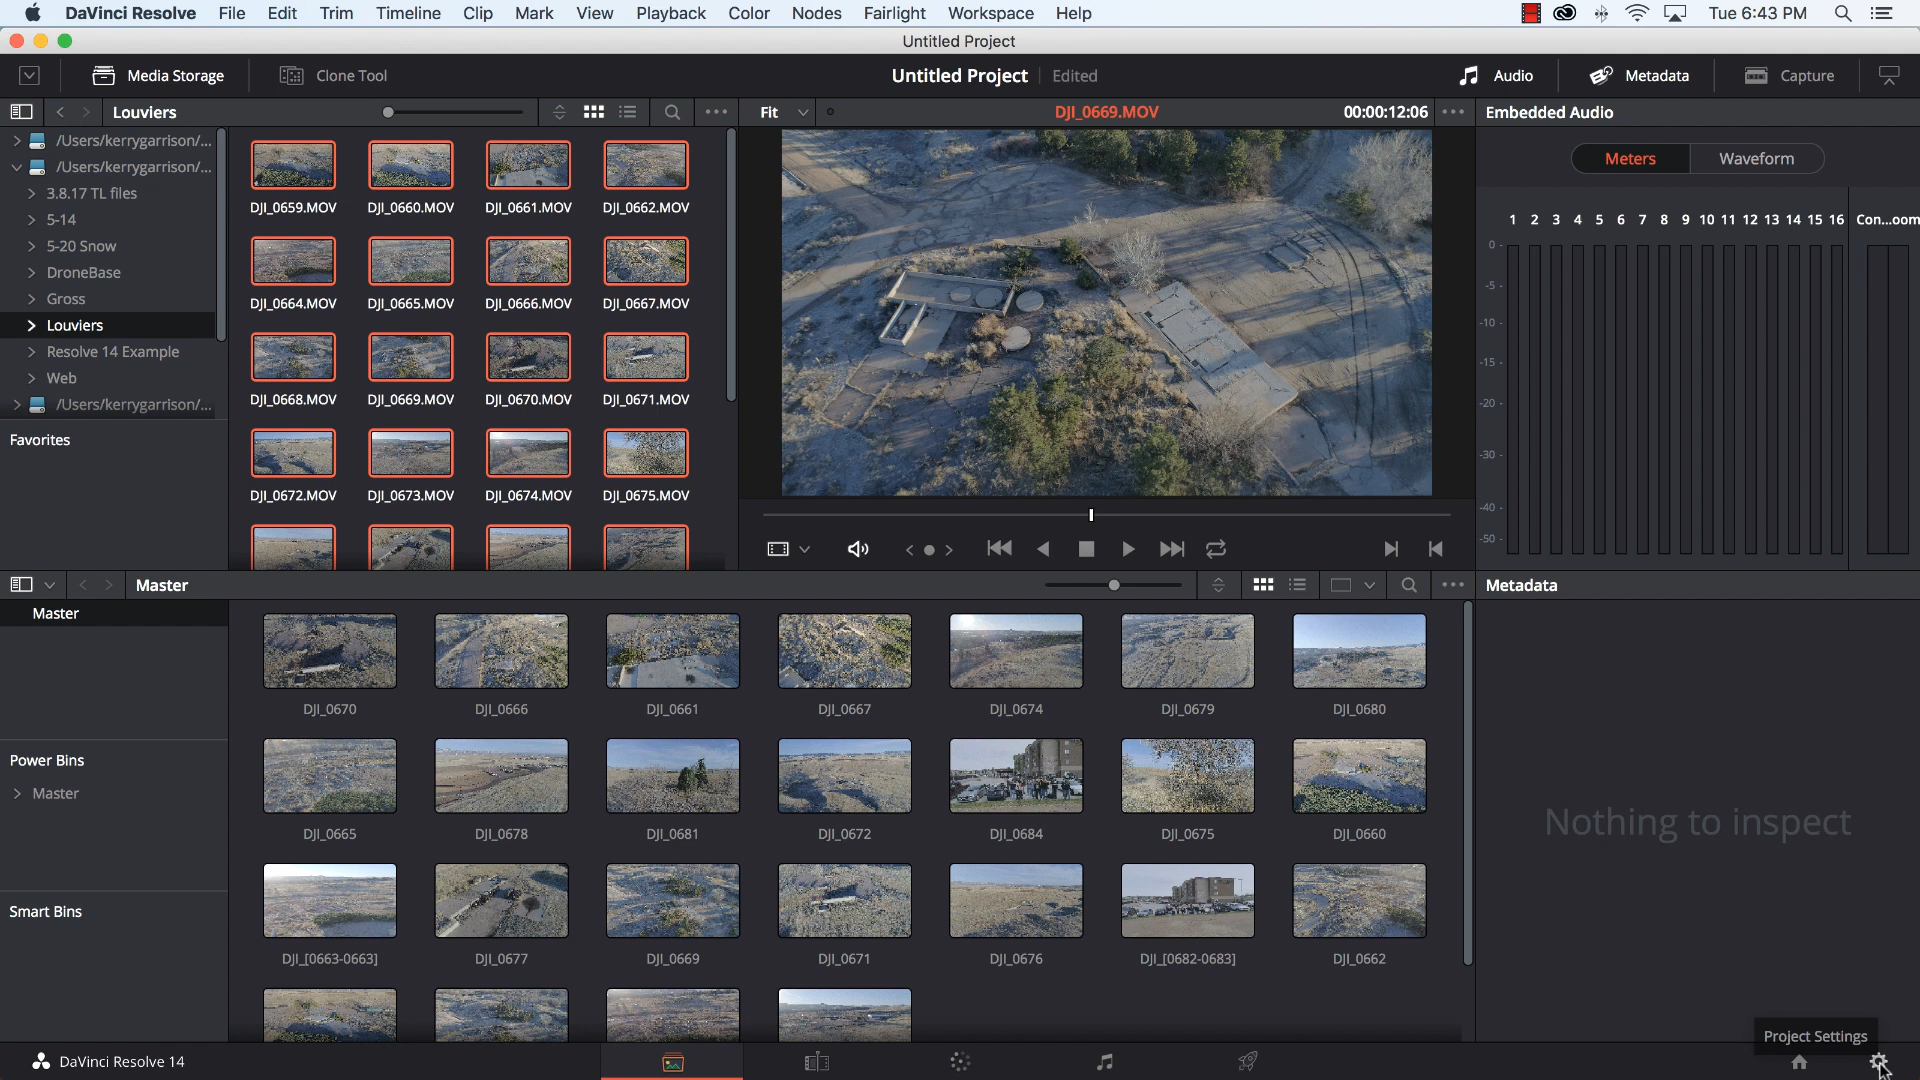 DaVinci Resolve File Edit Trim Timeline Clip Mark View Playback Color Nodes Fairlight Workspace Help Tue 6:43 PM
Untitled Project
Media Storage Clone Tool Untitled Project Edited Audio Metadata Capture
Louviers Fit DJI_0669.MOV 00:00:12:06 Embedded Audio
/Users/kerrygarrison/...
/Users/kerrygarrison/...
3.8.17 TL files
5-14
5-20 Snow
DroneBase
Gross
Louviers
Resolve 14 Example
Web
/Users/kerrygarrison/...
Favorites
DJI_0659.MOV DJI_0660.MOV DJI_0661.MOV DJI_0662.MOV
DJI_0664.MOV DJI_0665.MOV DJI_0666.MOV DJI_0667.MOV
DJI_0668.MOV DJI_0669.MOV DJI_0670.MOV DJI_0671.MOV
DJI_0672.MOV DJI_0673.MOV DJI_0674.MOV DJI_0675.MOV
Meters Waveform
1 2 3 4 5 6 7 8 9 10 11 12 13 14 15 16 Con...oom
0
-5
-10
-15
-20
-30
-40
-50
Master Metadata
Master
Power Bins
Master
Smart Bins
DJI_0670 DJI_0666 DJI_0661 DJI_0667 DJI_0674 DJI_0679 DJI_0680
DJI_0665 DJI_0678 DJI_0681 DJI_0672 DJI_0684 DJI_0675 DJI_0660
DJI_[0663-0663] DJI_0677 DJI_0669 DJI_0671 DJI_0676 DJI_[0682-0683] DJI_0662
Nothing to inspect
Project Settings
DaVinci Resolve 14